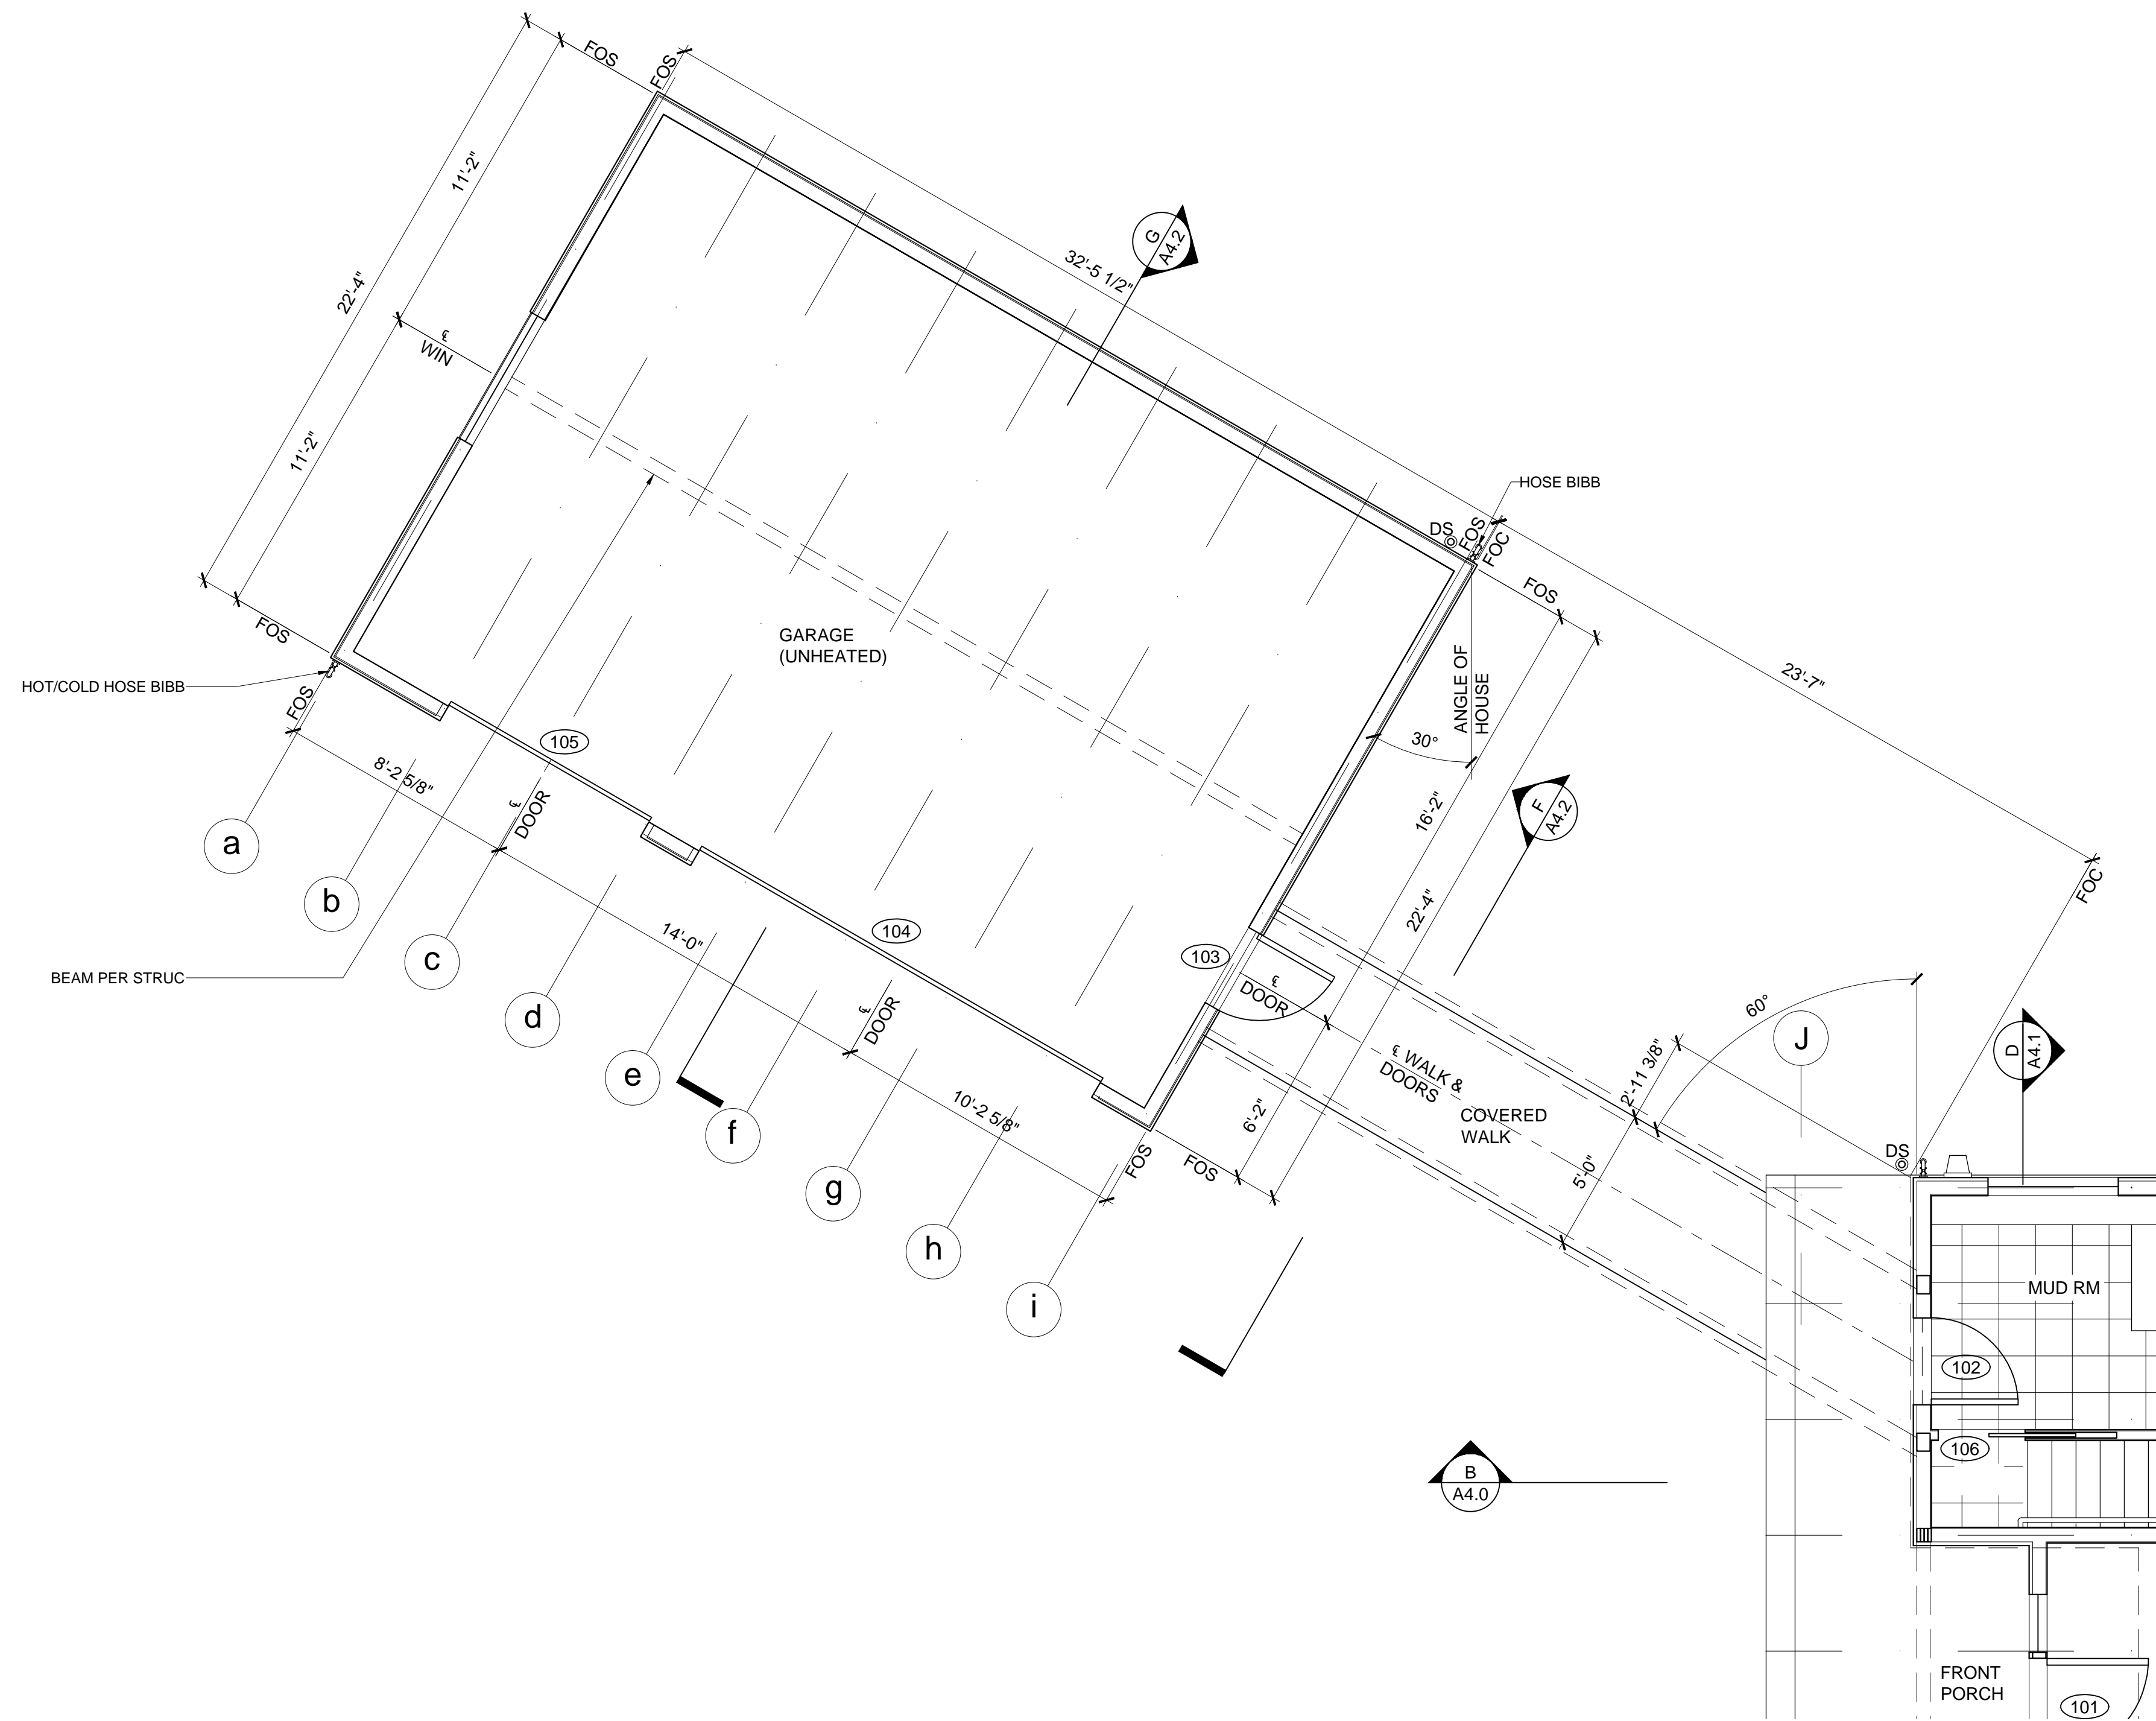 FOS
FOS
11'-2"
22'-4"
32'-5 1/2"
G
A4.2
℄
WIN
11'-2"
HOSE BIBB
DS
FOS
FOC
FOS
FOS
GARAGE
(UNHEATED)
ANGLE OF
HOUSE
30°
23'-7"
HOT/COLD HOSE BIBB
FOS
105
8'-2 5/8"
℄
DOOR
16'-2"
F
A4.2
a
b
c
d
e
f
g
h
i
14'-0"
104
22'-4"
103
FOC
BEAM PER STRUC
℄
DOOR
℄
DOOR
60°
J
D
A4.1
℄ WALK &
DOORS
2'-11 3/8"
COVERED
WALK
10'-2 5/8"
6'-2"
FOS
FOS
5'-0"
DS
MUD RM
102
106
B
A4.0
FRONT
PORCH
101